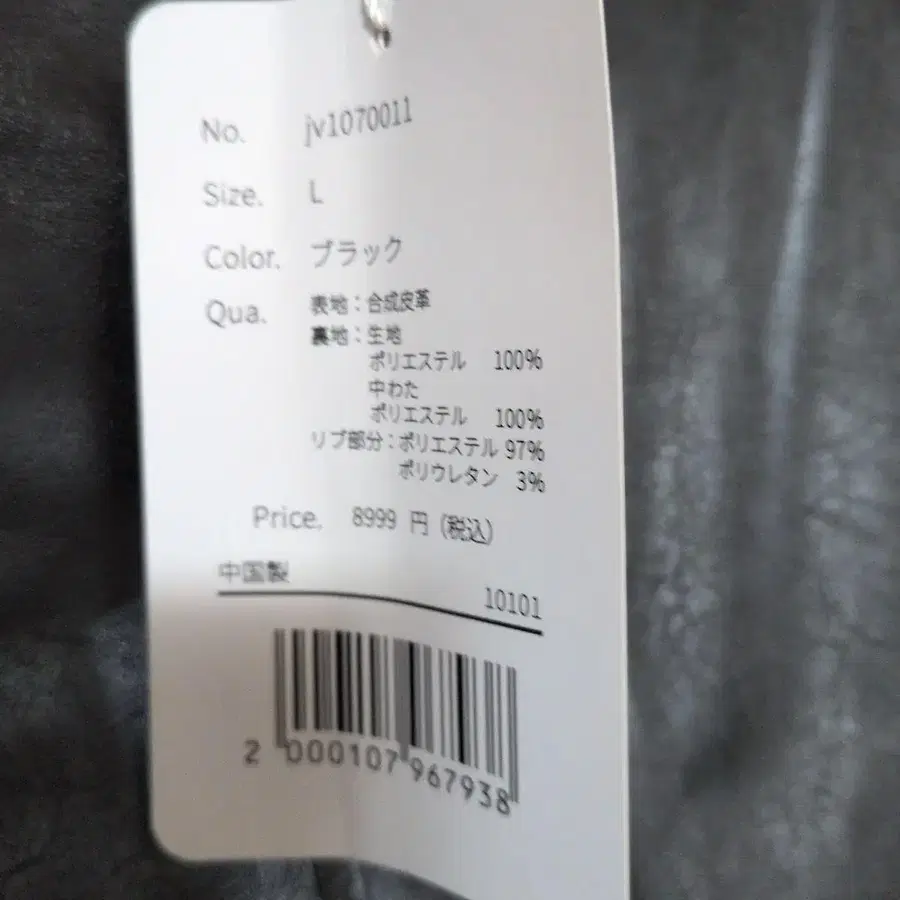 No. jv1070011
Size. L
Color. ブラック
Qua. 表地：合成皮革
裏地：生地
ポリエステル 100%
中わた
ポリエステル 100%
リブ部分：ポリエステル 97%
ポリウレタン 3%
Price. 8999 円 (税込)
中国製
10101
2 000107 967938